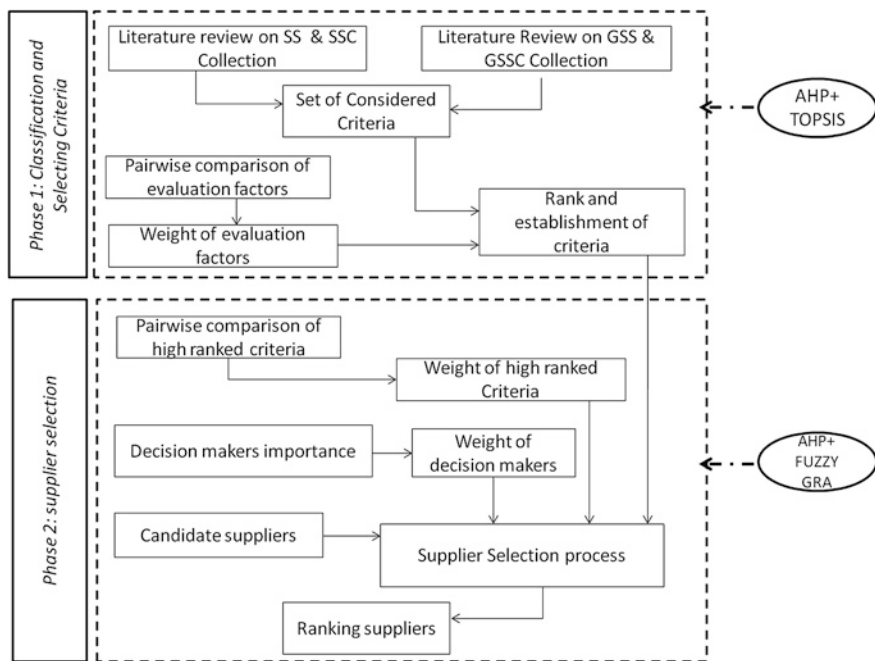 Phase 1: Classification and
Selecting Criteria
Literature review on SS & SSC
Collection
Literature Review on GSS &
GSSC Collection
Set of Considered
Criteria
AHP+
TOPSIS
Pairwise comparison of
evaluation factors
Weight of evaluation
factors
Rank and
establishment of
criteria
Phase 2: supplier selection
Pairwise comparison of
high ranked criteria
Weight of high ranked
Criteria
Decision makers importance
Weight of
decision makers
AHP+
FUZZY
GRA
Candidate suppliers
Supplier Selection process
Ranking suppliers